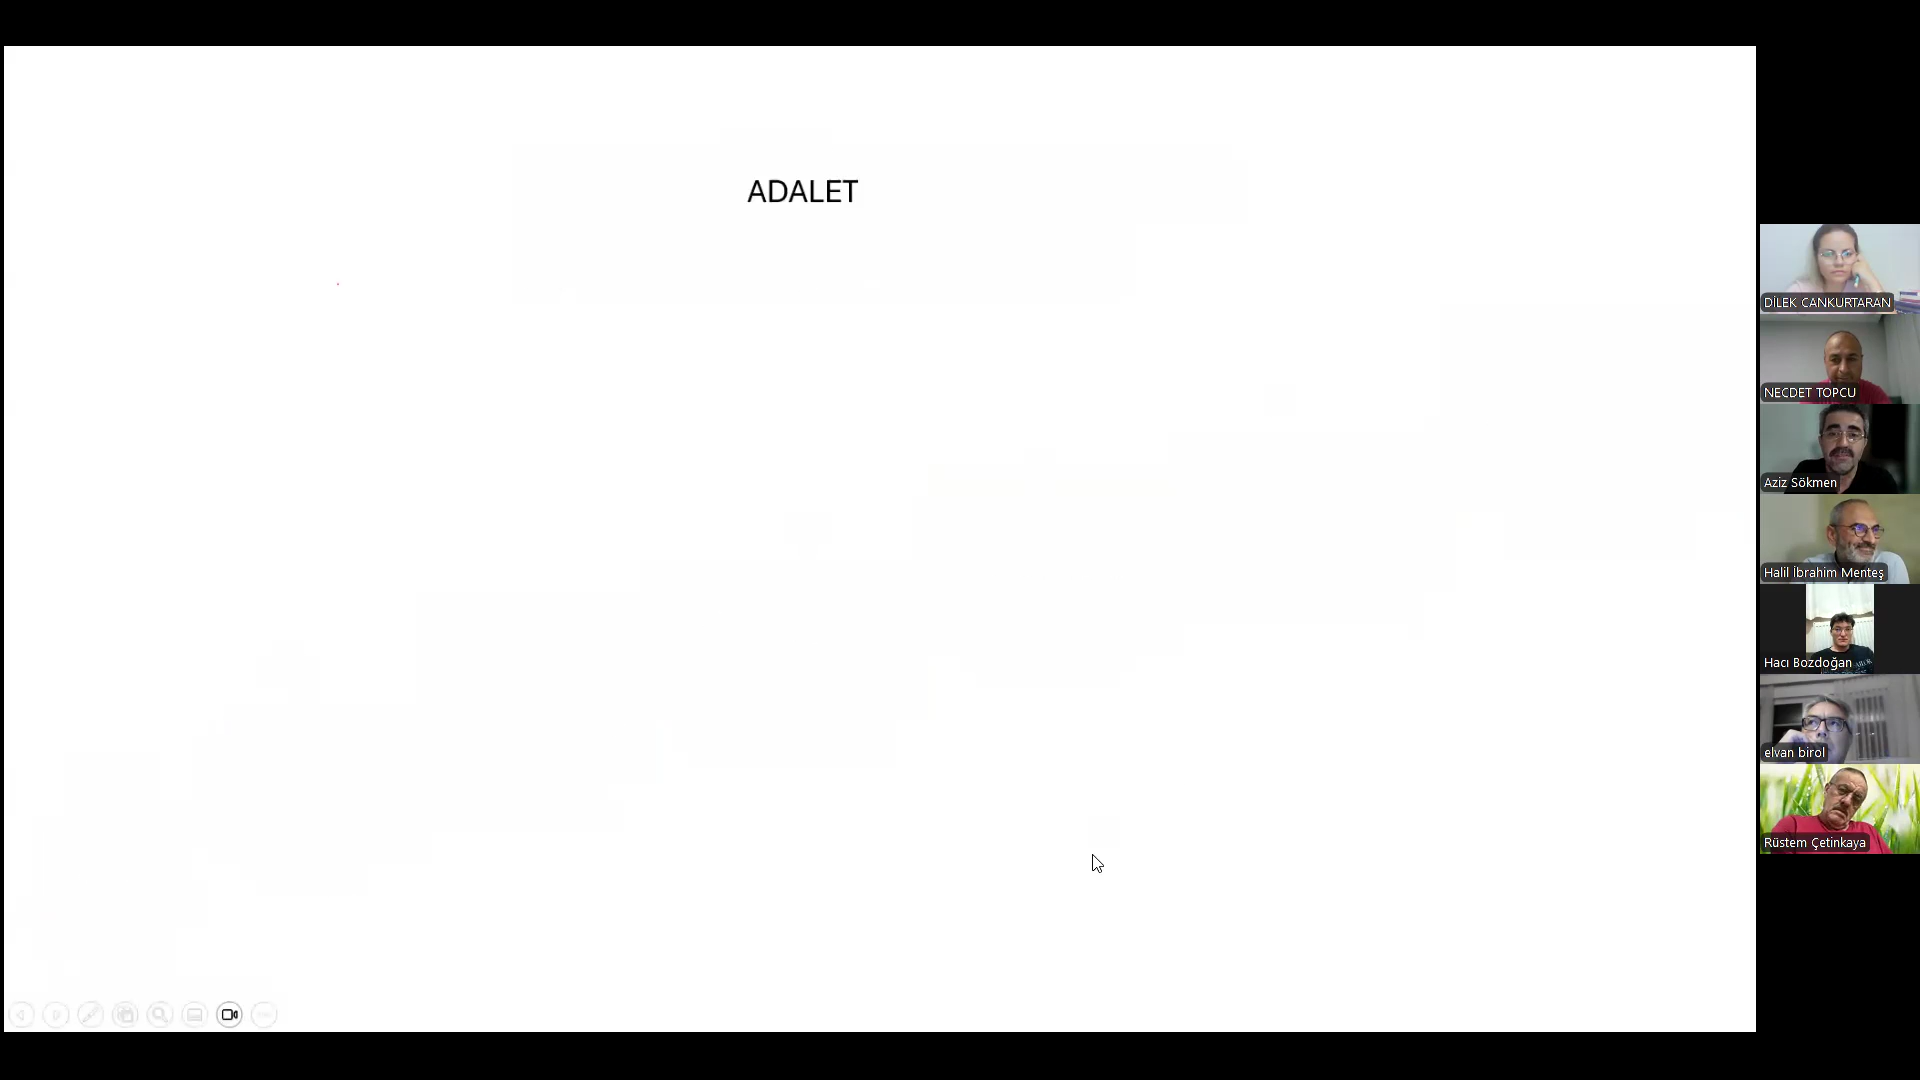 ADALET
DİLEK CANKURTARAN
NECDET TOPCU
Aziz Sökmen
Halil İbrahim Menteş
Hacı Bozdoğan
elvan birol
Rüstem Çetinkaya